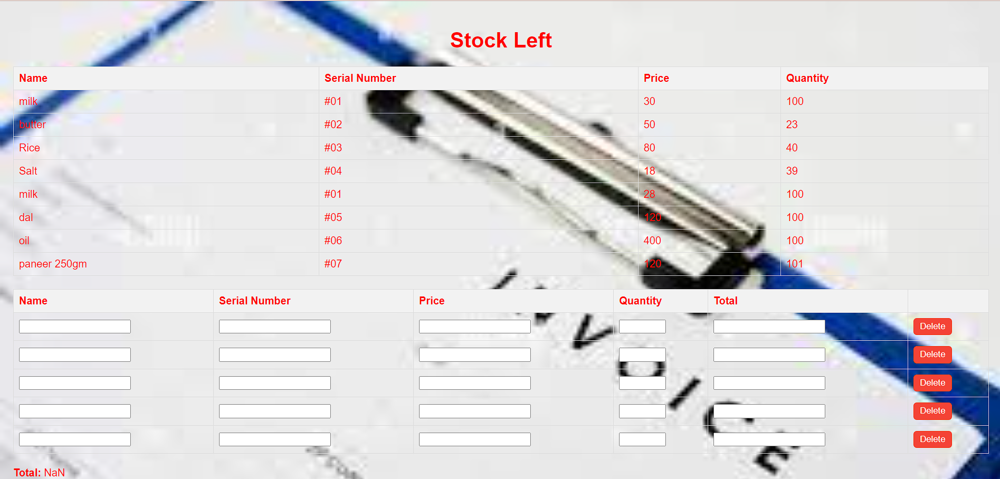 Stock Left
Name Serial Number Price Quantity
milk #01 30 100
butter #02 50 23
Rice #03 80 40
Salt #04 18 39
milk #01 28 100
dal #05 120 100
oil #06 400 100
paneer 250gm #07 120 101
Name Serial Number Price Quantity Total
Delete
Delete
Delete
Delete
Delete
Total: NaN
INVOICE